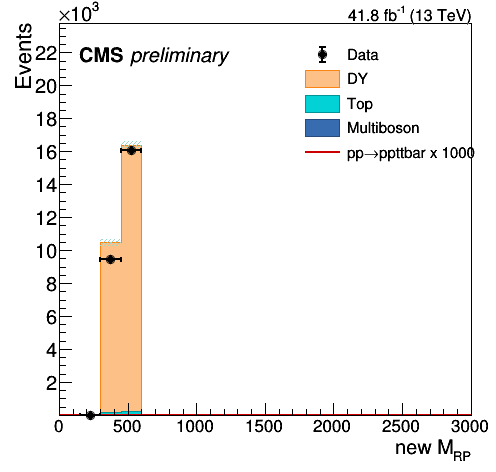 ×10³
41.8 fb⁻¹ (13 TeV)
Events
CMS preliminary
Data
DY
Top
Multiboson
pp→ppttbar x 1000
22
20
18
16
14
12
10
8
6
4
2
0 500 1000 1500 2000 2500 3000
new M_RP